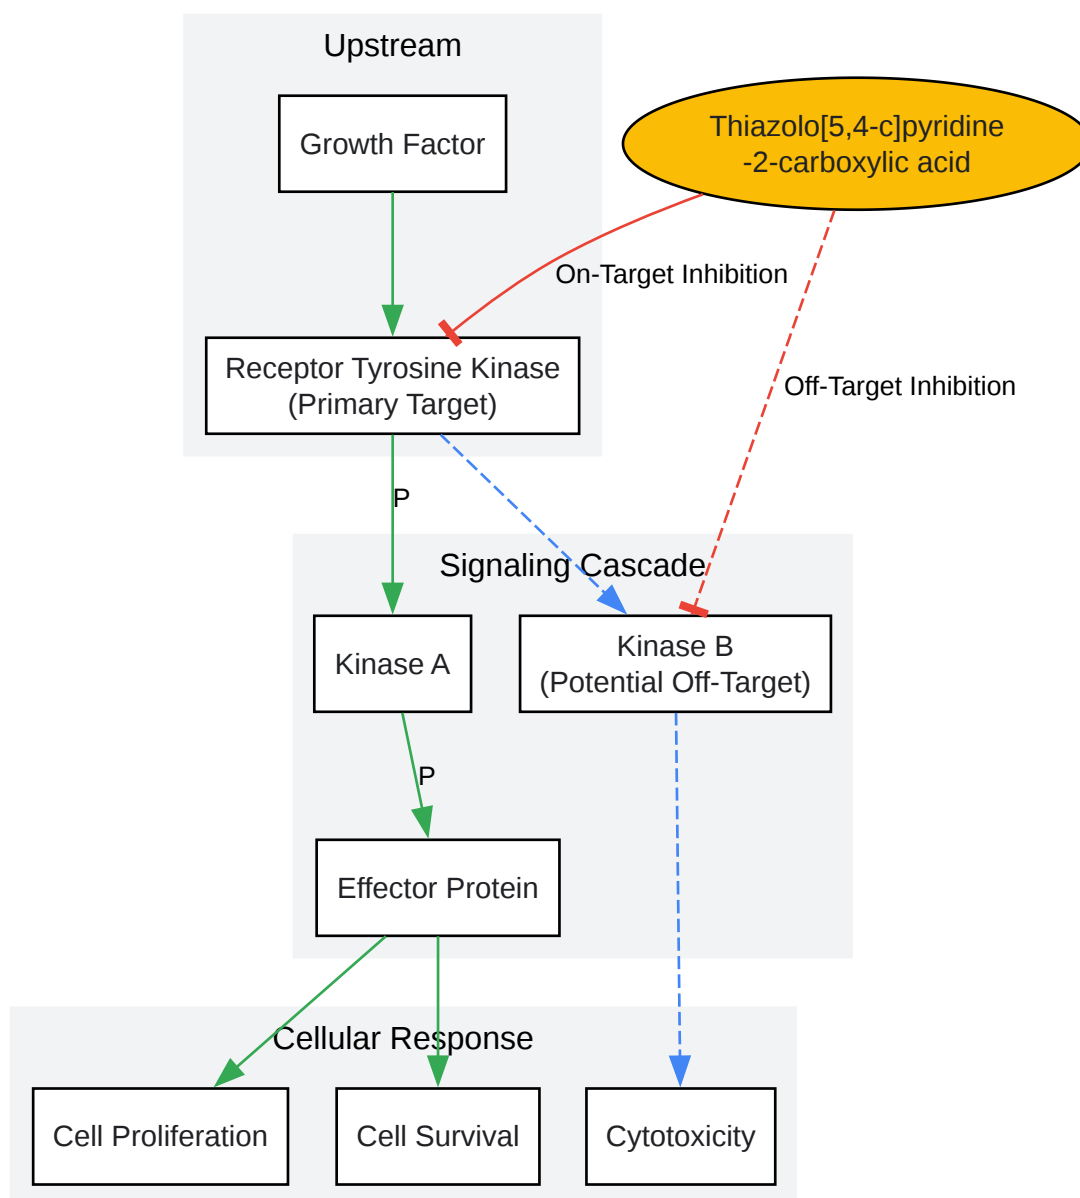 Upstream
Growth Factor
Thiazolo[5,4-c]pyridine
-2-carboxylic acid
On-Target Inhibition
Receptor Tyrosine Kinase
(Primary Target)
Off-Target Inhibition
P
Signaling Cascade
Kinase A
Kinase B
(Potential Off-Target)
P
Effector Protein
Cellular Response
Cell Proliferation
Cell Survival
Cytotoxicity